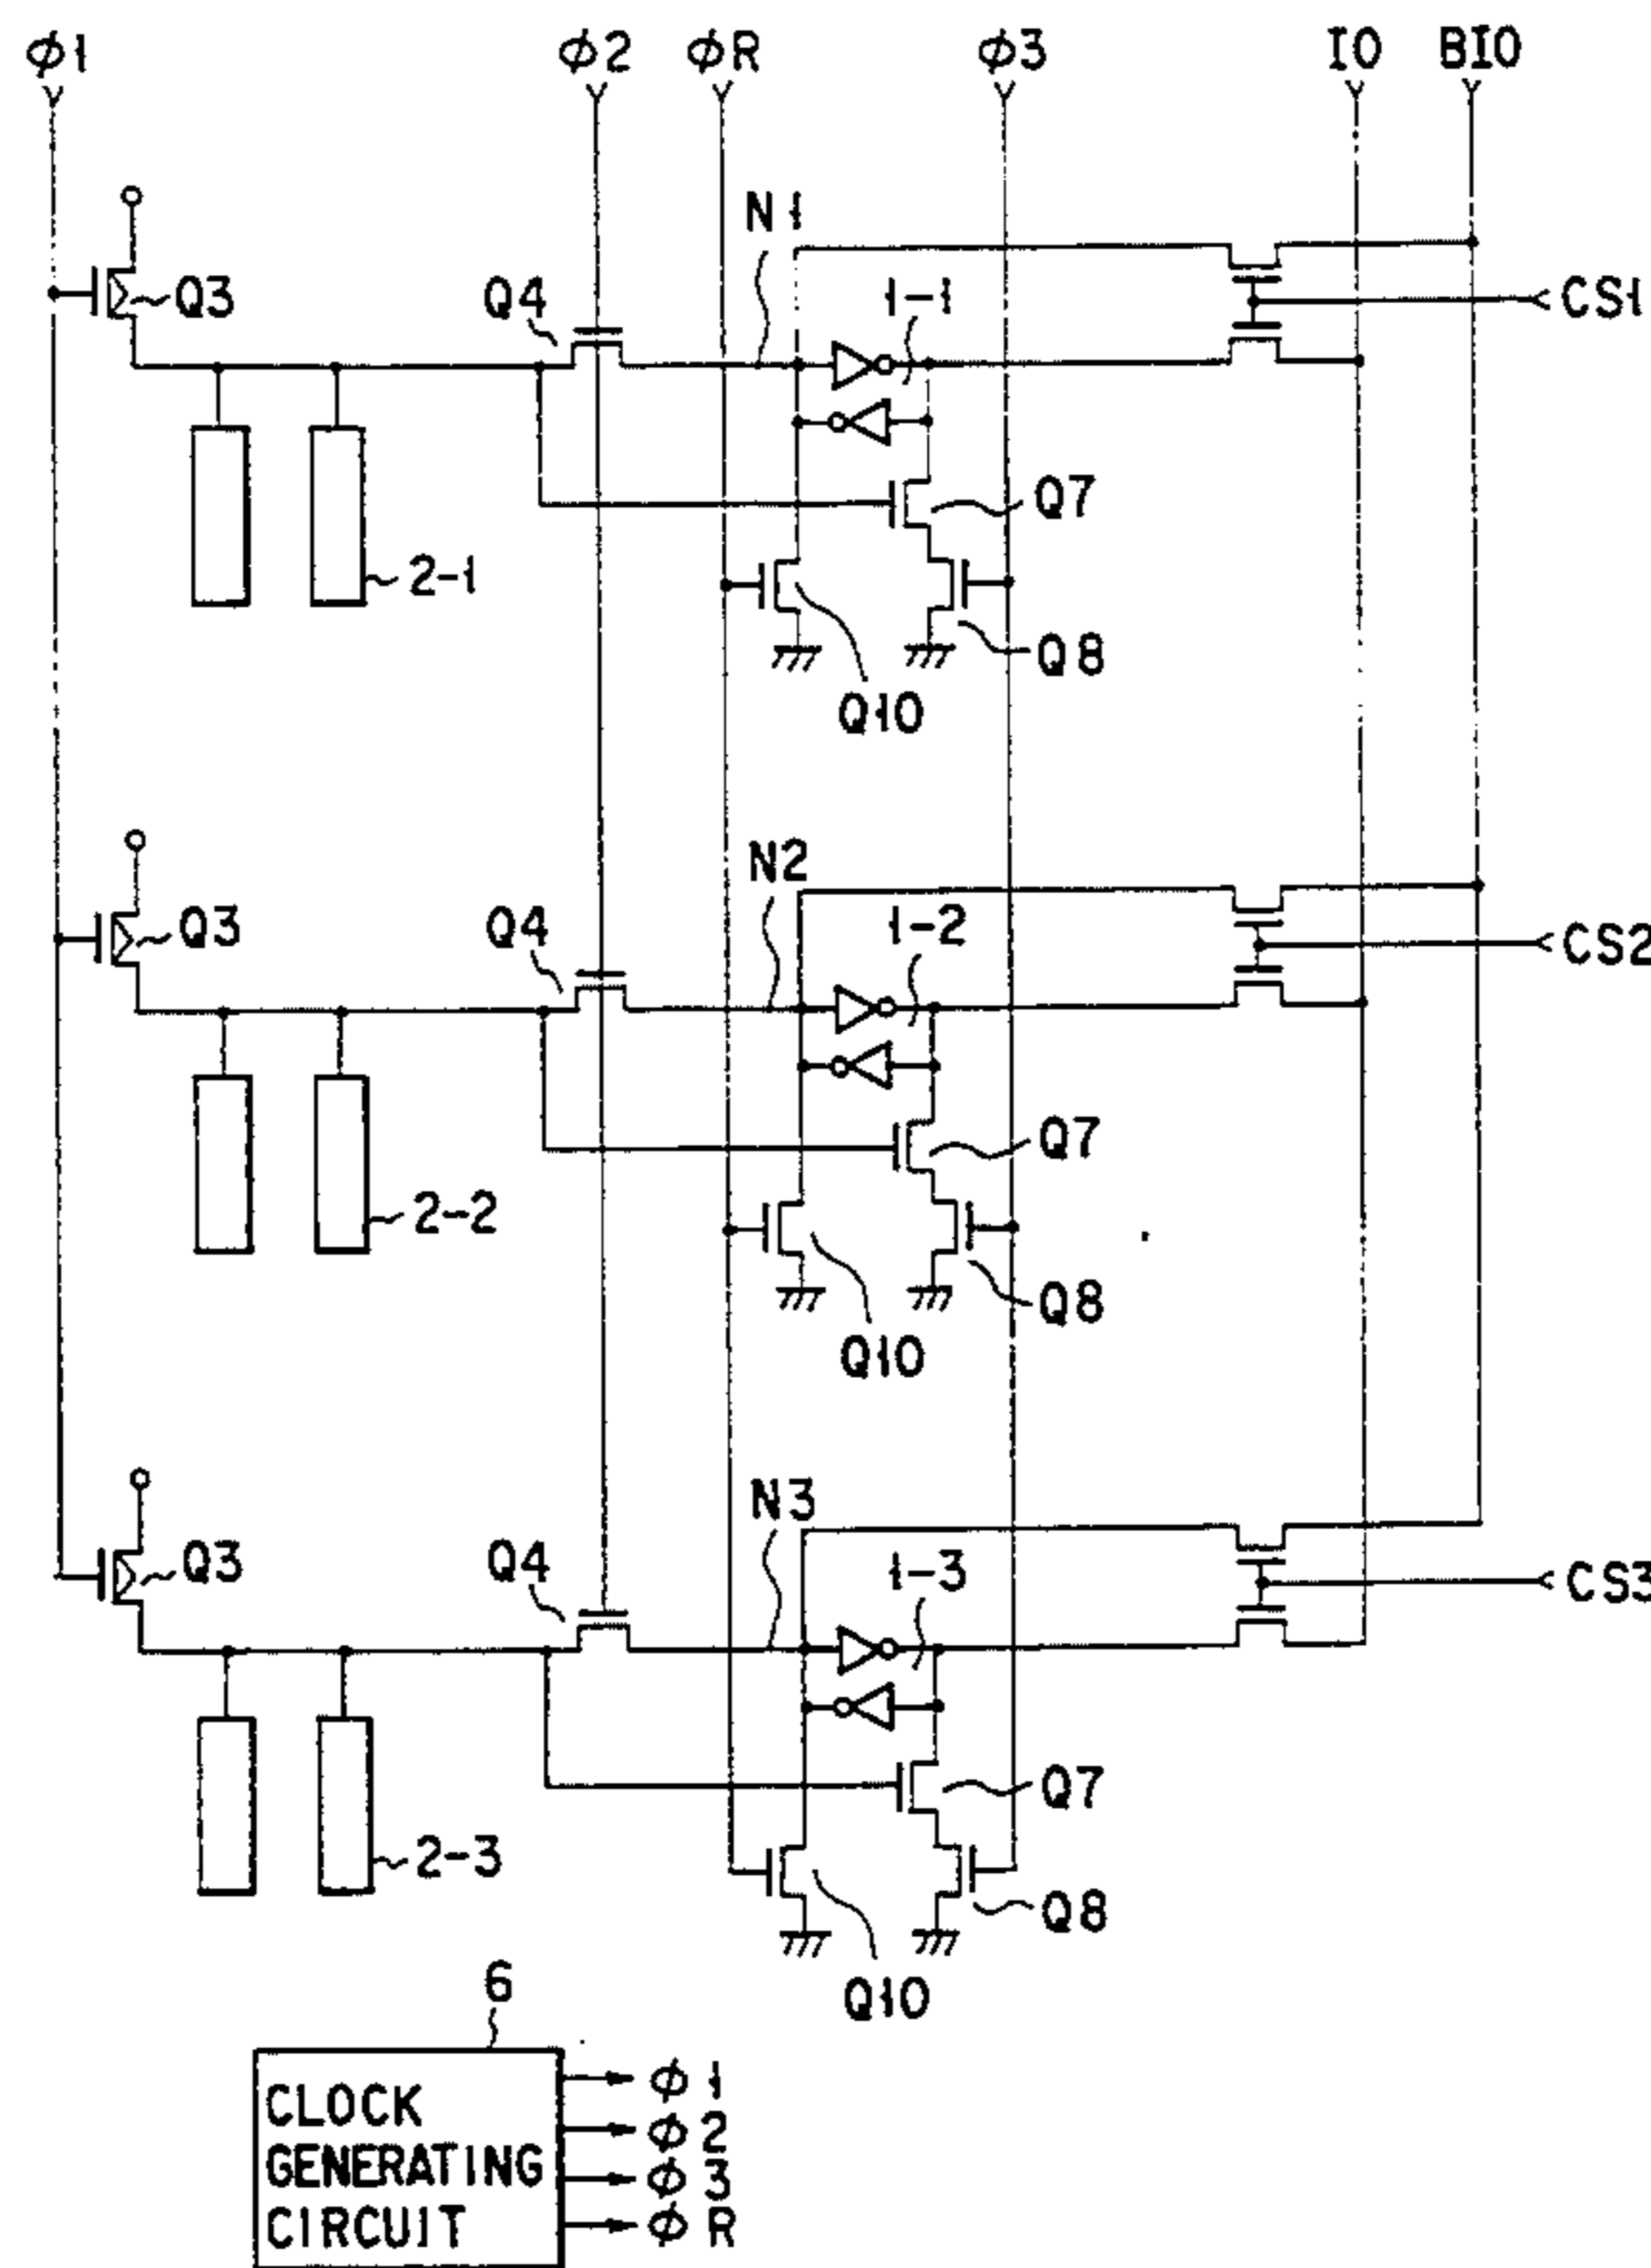 ϕ1 ϕ2 ϕR ϕ3 IO BIO
N1
Q3 Q4 1-1 CS1
Q7
2-1
Q8
Q10
N2
Q3 Q4 1-2 CS2
Q7
2-2
Q8
Q10
N3
Q3 Q4 1-3 CS3
Q7
2-3
Q8
Q10
6
CLOCK
GENERATING
CIRCUIT
ϕ1
ϕ2
ϕ3
ϕR